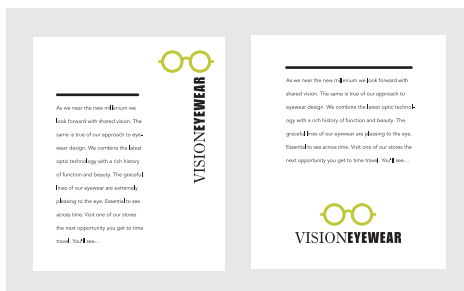 As we near the new millenium we
look forward with shared vision. The
same is true of our approach to eye-
wear design. We combine the latest
optic technology with a rich history
of function and beauty. The graceful
lines of our eyewear are extremely
pleasing to the eye. Essential to see
across time. Visit one of our stores
the next opportunity you get to time
travel. You'll see...
VISIONEYEWEAR
As we near the new millenium we look forward with
shared vision. The same is true of our approach to
eyewear design. We combine the latest optic technol-
ogy with a rich history of function and beauty. The
graceful lines of our eyewear are pleasing to the eye.
Essential to see across time. Visit one of our stores the
next opportunity you get to time travel. You'll see...
VISIONEYEWEAR